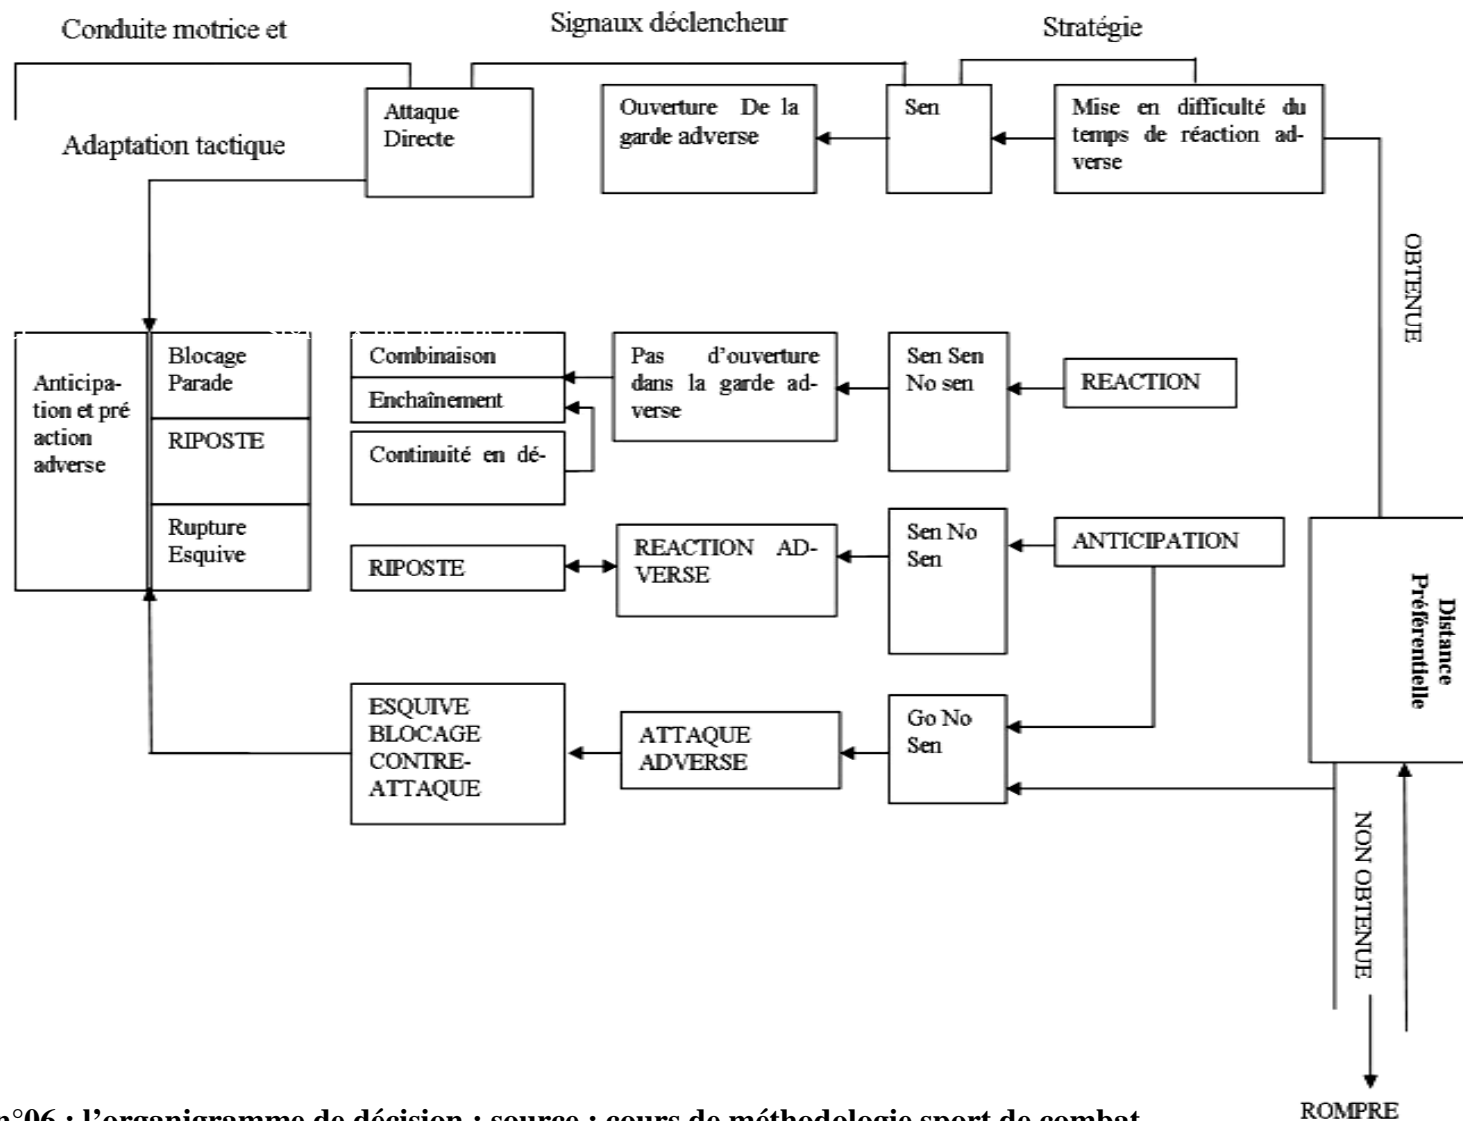 Conduite motrice et
Signaux déclencheur
Stratégie
Adaptation tactique
Attaque
Directe
Ouverture De la
garde adverse
Sen
Mise en difficulté du
temps de réaction ad-
verse
OBTENUE
Anticipa-
tion et pré
action
adverse
Blocage
Parade
RIPOSTE
Rupture
Esquive
Combinaison
Enchaînement
Continuité en dé-
Pas d'ouverture
dans la garde ad-
verse
Sen Sen
No sen
REACTION
RIPOSTE
REACTION AD-
VERSE
Sen No
Sen
ANTICIPATION
Distance
Préférentielle
ESQUIVE
BLOCAGE
CONTRE-
ATTAQUE
ATTAQUE
ADVERSE
Go No
Sen
NON OBTENUE
ROMPRE
n°06 : l'organigramme de décision ; source : cours de méthodologie sport de combat